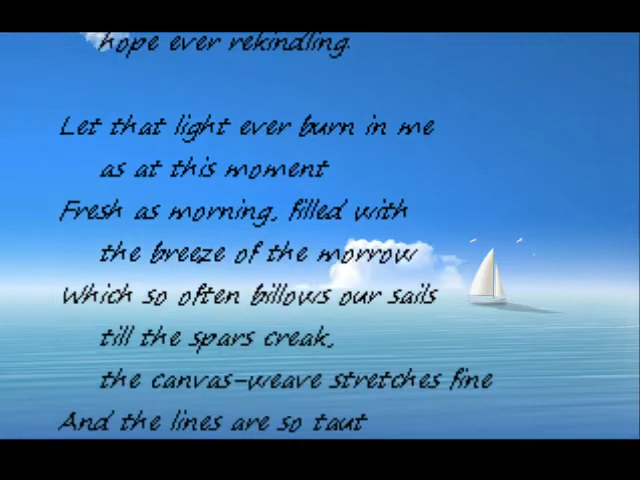 hope ever rekindling.
Let that light ever burn in me
as at this moment
Fresh as morning, filled with
the breeze of the morrow
Which so often billows our sails
till the spars creak,
the canvas-weave stretches fine
And the lines are so taut